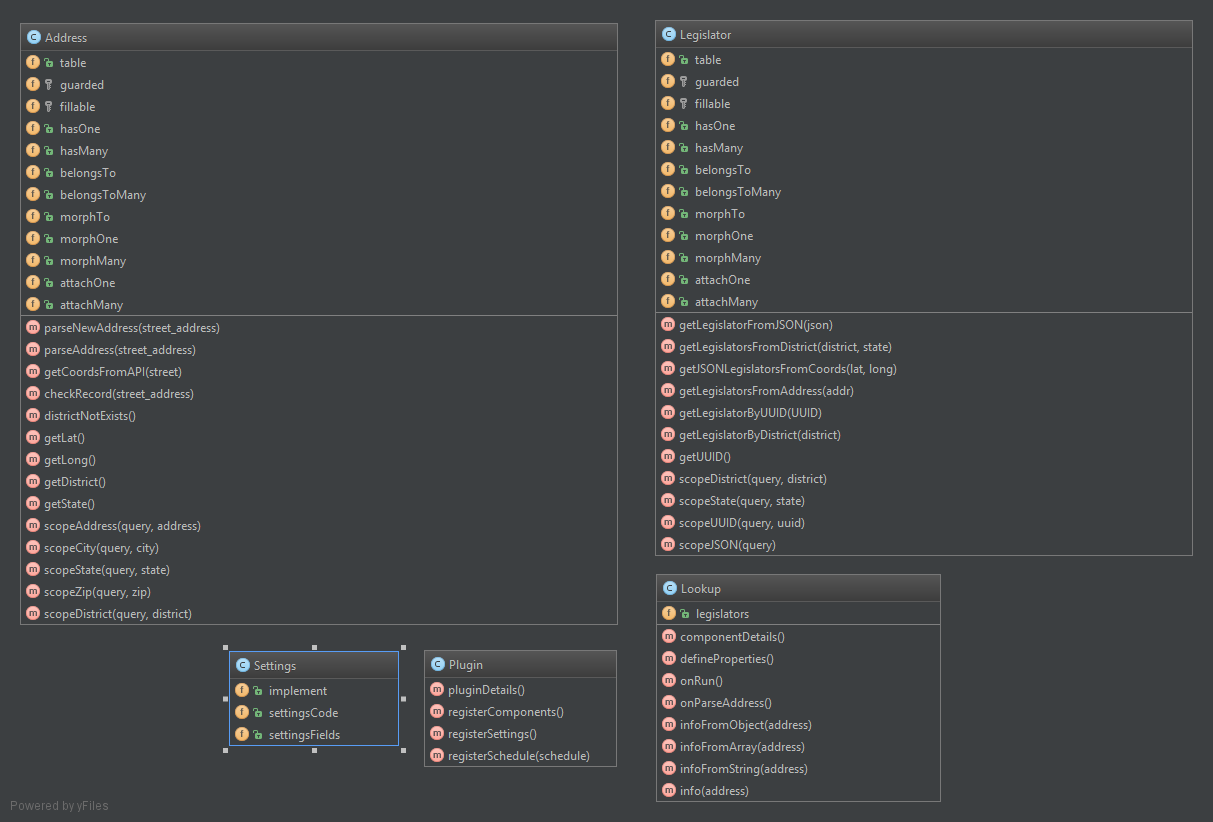 Address
table
guarded
fillable
hasOne
hasMany
belongsTo
belongsToMany
morphTo
morphOne
morphMany
attachOne
attachMany
parseNewAddress(street_address)
parseAddress(street_address)
getCoordsFromAPI(street)
checkRecord(street_address)
districtNotExists()
getLat()
getLong()
getDistrict()
getState()
scopeAddress(query, address)
scopeCity(query, city)
scopeState(query, state)
scopeZip(query, zip)
scopeDistrict(query, district)
Legislator
table
guarded
fillable
hasOne
hasMany
belongsTo
belongsToMany
morphTo
morphOne
morphMany
attachOne
attachMany
getLegislatorFromJSON(json)
getLegislatorsFromDistrict(district, state)
getJSONLegislatorsFromCoords(lat, long)
getLegislatorsFromAddress(addr)
getLegislatorByUUID(UUID)
getLegislatorByDistrict(district)
getUUID()
scopeDistrict(query, district)
scopeState(query, state)
scopeUUID(query, uuid)
scopeJSON(query)
Settings
implement
settingsCode
settingsFields
Plugin
pluginDetails()
registerComponents()
registerSettings()
registerSchedule(schedule)
Lookup
legislators
componentDetails()
defineProperties()
onRun()
onParseAddress()
infoFromObject(address)
infoFromArray(address)
infoFromString(address)
info(address)
Powered by yFiles